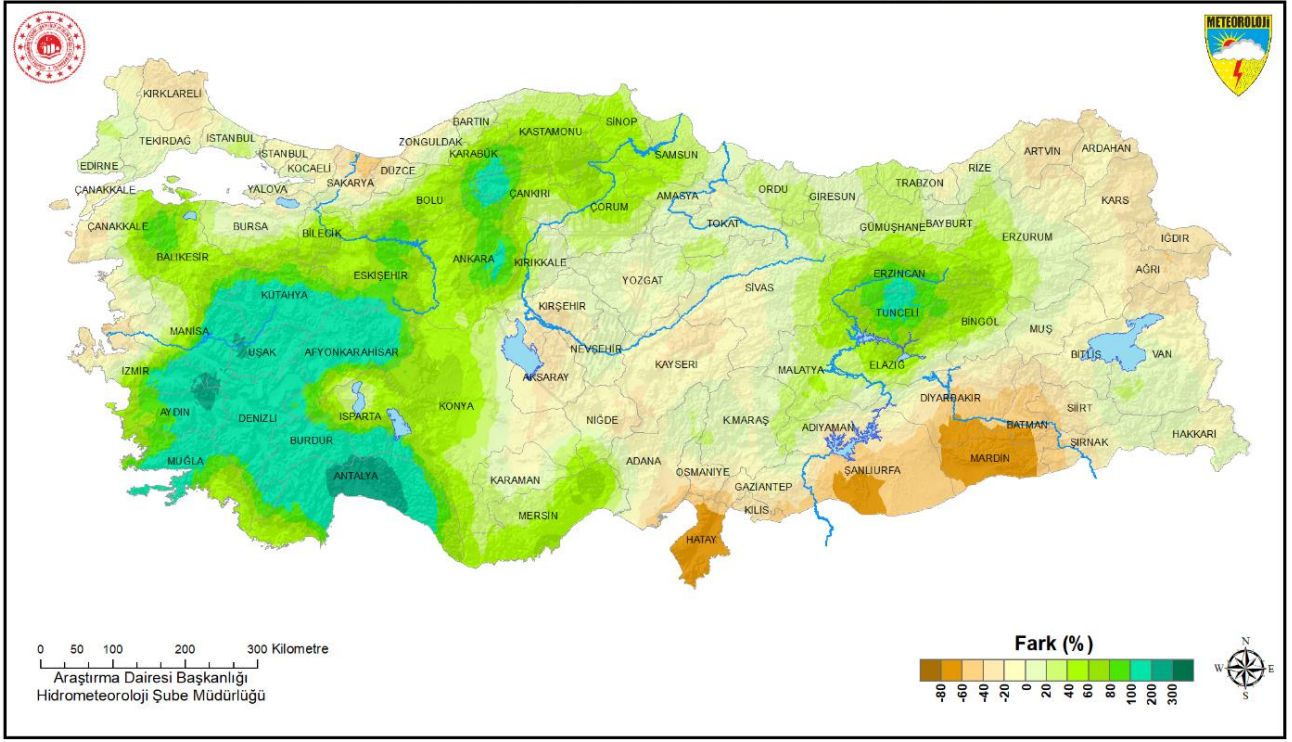 METEOROLOJİ
KIRKLARELİ
TEKİRDAĞ
İSTANBUL
EDİRNE
İSTANBUL
KOCAELİ
ÇANAKKALE
YALOVA
SAKARYA
DÜZCE
ZONGULDAK
BARTIN
KARABÜK
KASTAMONU
SİNOP
SAMSUN
ÇANKIRI
BOLU
ÇORUM
AMASYA
TOKAT
ORDU
GİRESUN
TRABZON
RİZE
ARTVİN
ARDAHAN
KARS
GÜMÜŞHANE
BAYBURT
ERZURUM
IĞDIR
AĞRI
ÇANAKKALE
BURSA
BİLECİK
BALIKESİR
ESKİŞEHİR
ANKARA
KIRIKKALE
YOZGAT
SİVAS
ERZİNCAN
TUNCELİ
BİNGÖL
MUŞ
BİTLİS
VAN
KÜTAHYA
KIRŞEHİR
MANİSA
UŞAK
AFYONKARAHİSAR
NEVŞEHİR
KAYSERİ
MALATYA
ELAZIĞ
İZMİR
AKSARAY
DİYARBAKIR
SİİRT
AYDIN
DENİZLİ
ISPARTA
KONYA
NİĞDE
K.MARAŞ
ADIYAMAN
BATMAN
ŞIRNAK
HAKKARİ
BURDUR
MUĞLA
ANTALYA
KARAMAN
ADANA
OSMANİYE
GAZİANTEP
ŞANLIURFA
MARDİN
MERSİN
KİLİS
HATAY
0 50 100 200 300 Kilometre
Araştırma Dairesi Başkanlığı
Hidrometeoroloji Şube Müdürlüğü
Fark (%)
-80 -60 -40 -20 0 20 40 60 80 100 200 300
N
W E
S